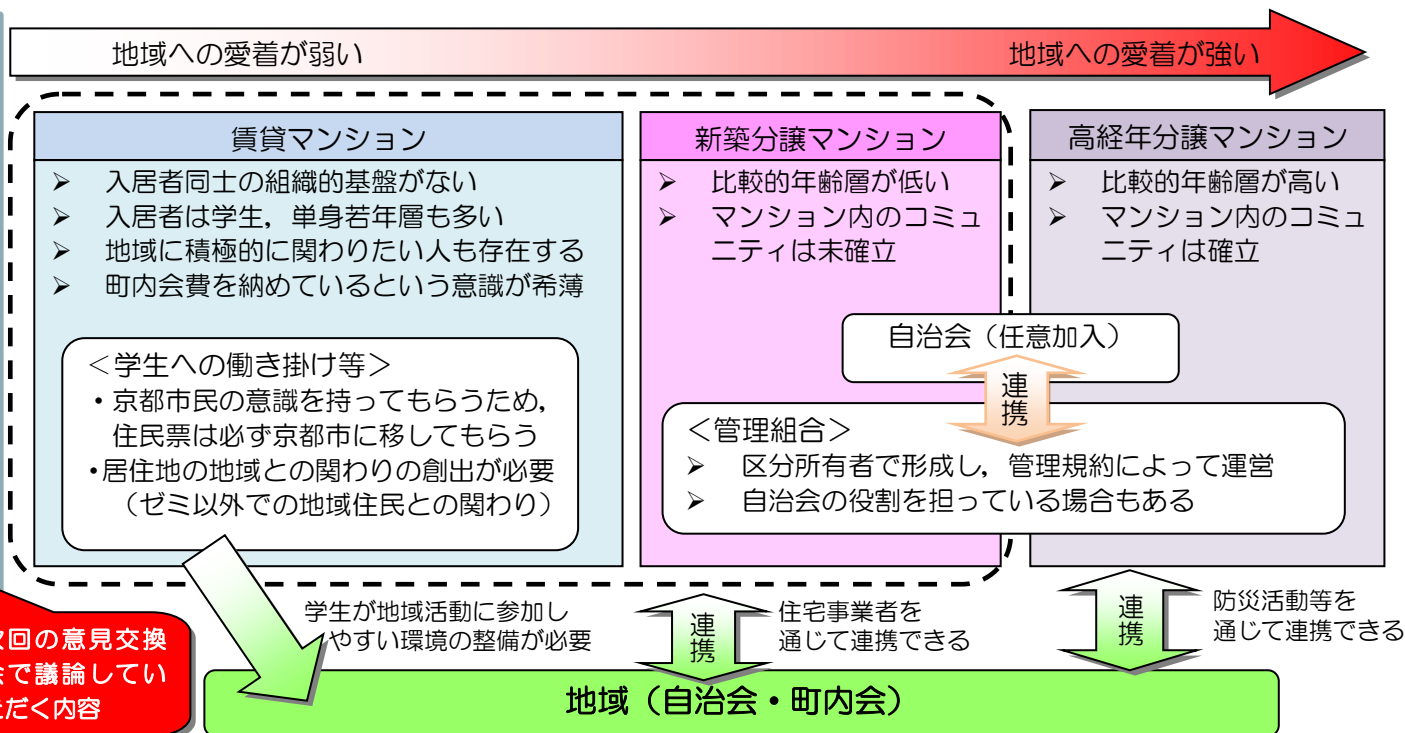 地域への愛着が弱い
地域への愛着が強い
賃貸マンション
➢ 入居者同士の組織的基盤がない
➢ 入居者は学生，単身若年層も多い
➢ 地域に積極的に関わりたい人も存在する
➢ 町内会費を納めているという意識が希薄
＜学生への働き掛け等＞
・京都市民の意識を持ってもらうため，
住民票は必ず京都市に移してもらう
・居住地の地域との関わりの創出が必要
（ゼミ以外での地域住民との関わり）
新築分譲マンション
➢ 比較的年齢層が低い
➢ マンション内のコミュ
ニティは未確立
高経年分譲マンション
➢ 比較的年齢層が高い
➢ マンション内のコミュ
ニティは確立
自治会（任意加入）
連携
＜管理組合＞
➢ 区分所有者で形成し，管理規約によって運営
➢ 自治会の役割を担っている場合もある
学生が地域活動に参加し
やすい環境の整備が必要
連携
住宅事業者を
通じて連携できる
連携
防災活動等を
通じて連携できる
次回の意見交換
会で議論してい
ただく内容
地域（自治会・町内会）